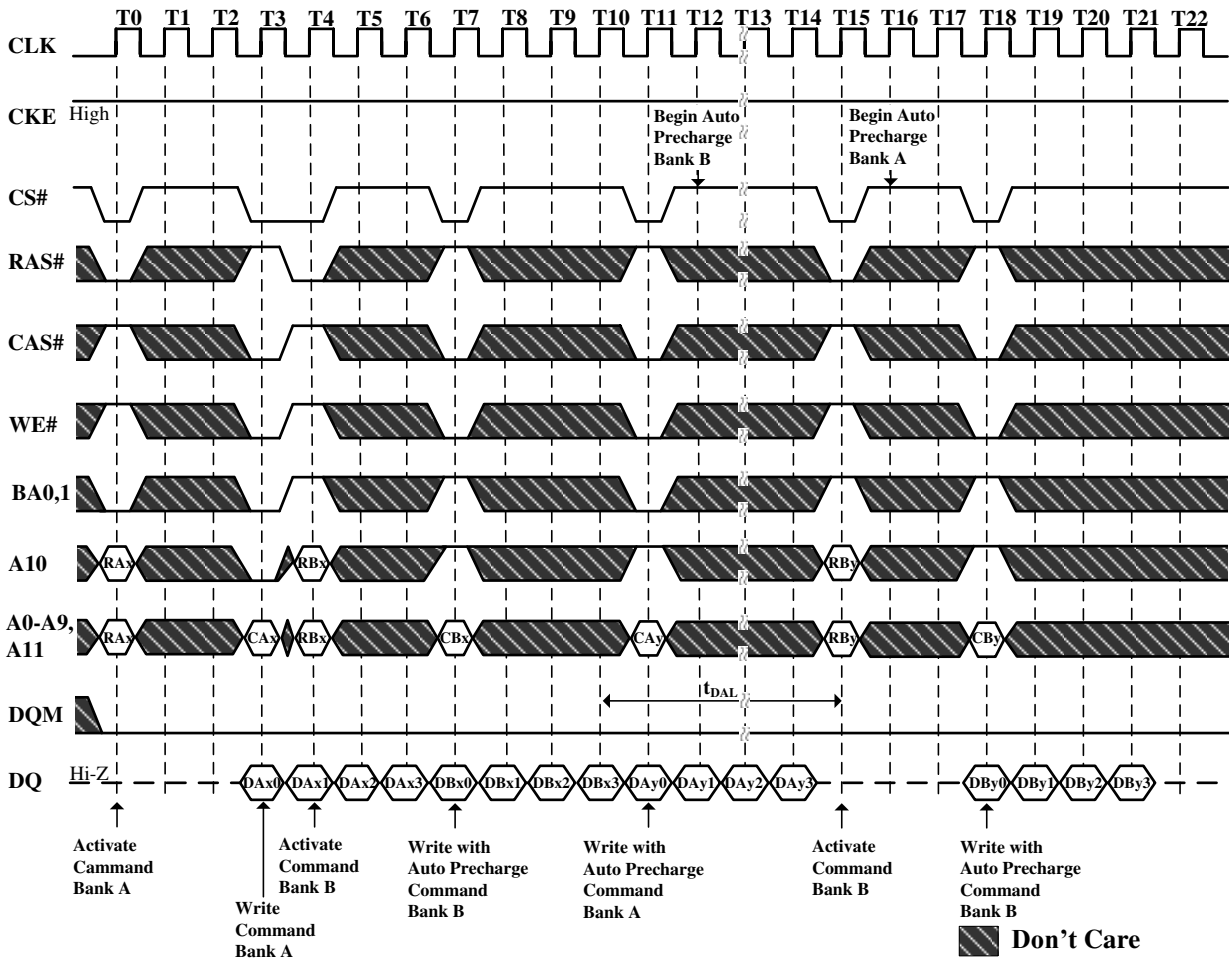 T0 T1 T2 T3 T4 T5 T6 T7 T8 T9 T10 T11 T12 T13 T14 T15 T16 T17 T18 T19 T20 T21 T22
CLK
CKE High
Begin Auto
Precharge
Bank B
Begin Auto
Precharge
Bank A
CS#
RAS#
CAS#
WE#
BA0,1
A10 RAx RBx RBy
A0-A9,
A11
RAx CAx RBx CBx CAy RBy CBy
tDAL
DQM
DQ Hi-Z DAx0 DAx1 DAx2 DAx3 DBx0 DBx1 DBx2 DBx3 DAy0 DAy1 DAy2 DAy3 DBy0 DBy1 DBy2 DBy3
Activate
Cammand
Bank A
Write
Command
Bank A
Activate
Command
Bank B
Write with
Auto Precharge
Command
Bank B
Write with
Auto Precharge
Command
Bank A
Activate
Command
Bank B
Write with
Auto Precharge
Command
Bank B
Don't Care